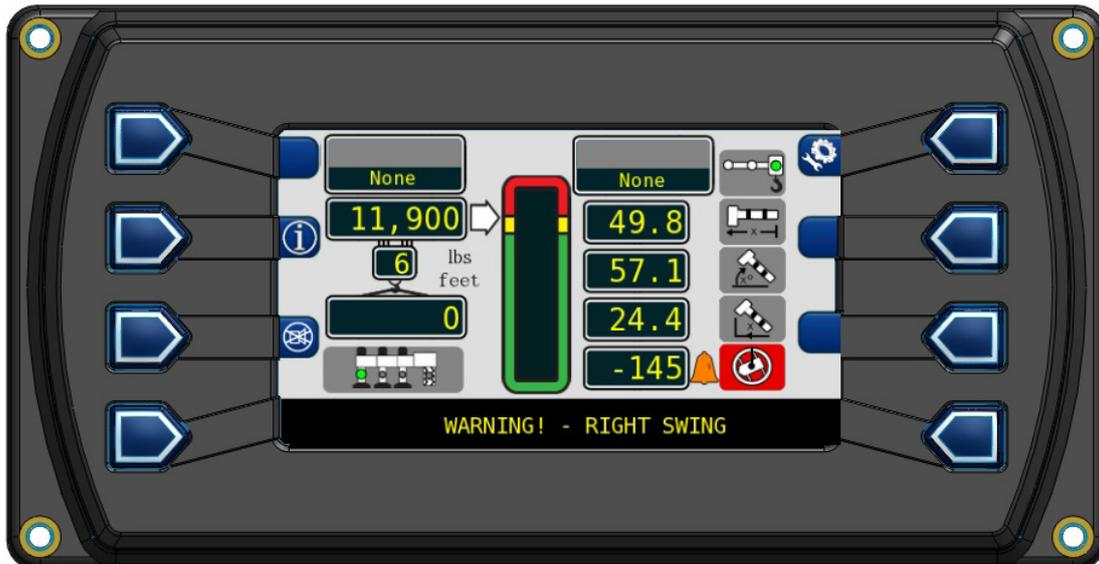 None
11,900
6
lbs
feet
0
None
49.8
57.1
24.4
-145
WARNING! - RIGHT SWING